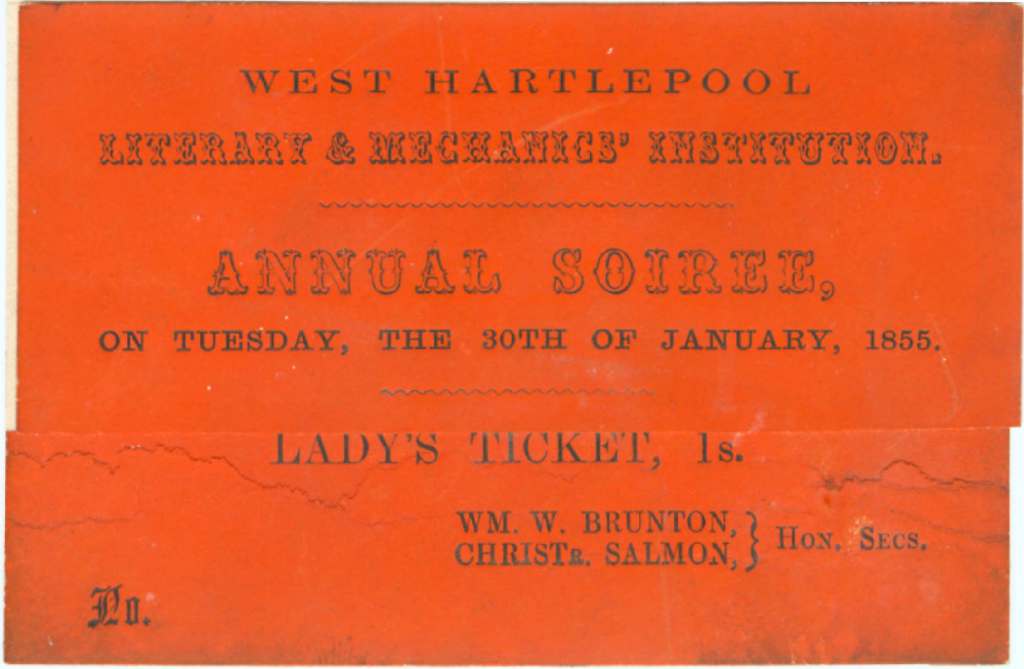 WEST HARTLEPOOL
LITERARY & MECHANICS' INSTITUTION.
ANNUAL SOIREE,
ON TUESDAY, THE 30TH OF JANUARY, 1855.
LADY'S TICKET, 1s.
WM. W. BRUNTON,
CHRISTR. SALMON, } HON. SECS.
No.